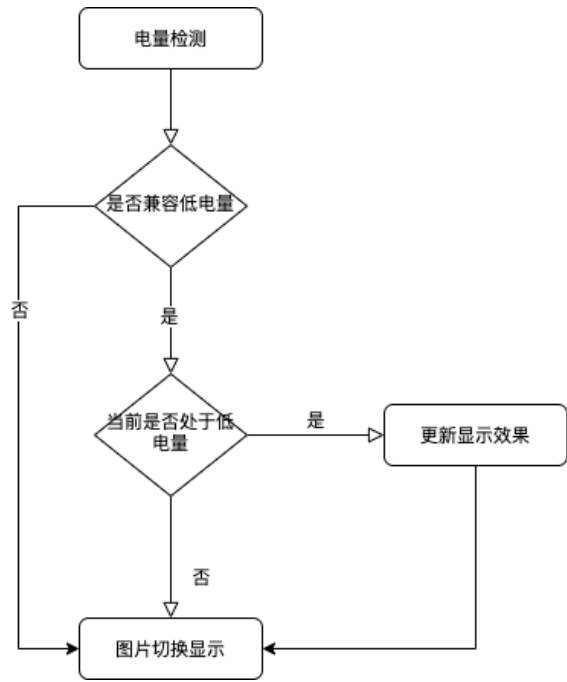 电量检测
是否兼容低电量
否
是
当前是否处于低
电量
是
更新显示效果
否
图片切换显示